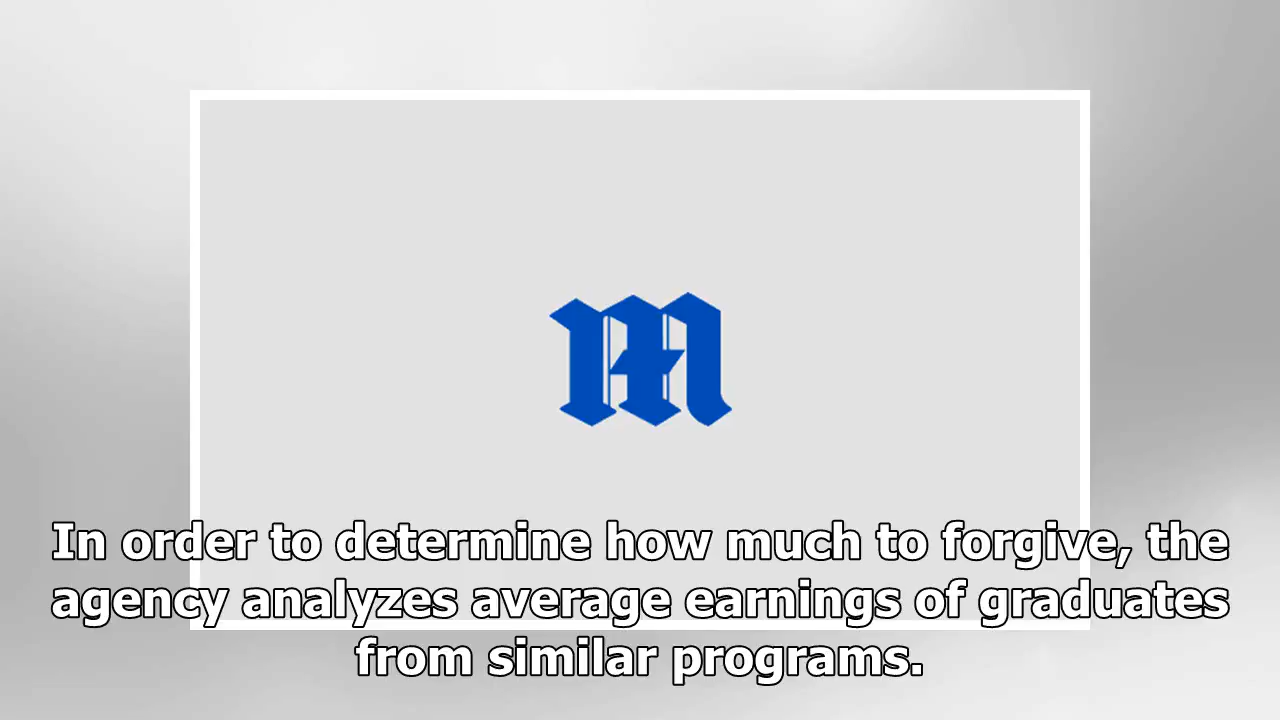 m
In order to determine how much to forgive, the
agency analyzes average earnings of graduates
from similar programs.